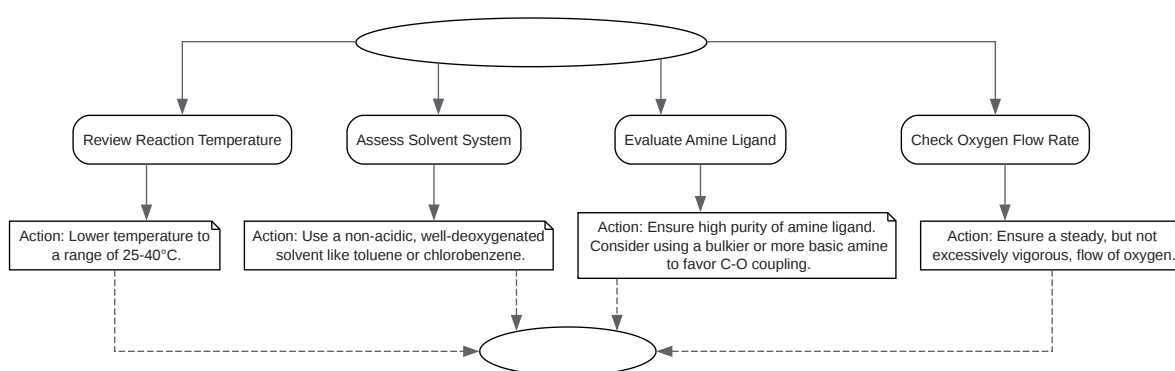 Review Reaction Temperature
Assess Solvent System
Evaluate Amine Ligand
Check Oxygen Flow Rate
Action: Lower temperature to
a range of 25-40°C.
Action: Use a non-acidic, well-deoxygenated
solvent like toluene or chlorobenzene.
Action: Ensure high purity of amine ligand.
Consider using a bulkier or more basic amine
to favor C-O coupling.
Action: Ensure a steady, but not
excessively vigorous, flow of oxygen.